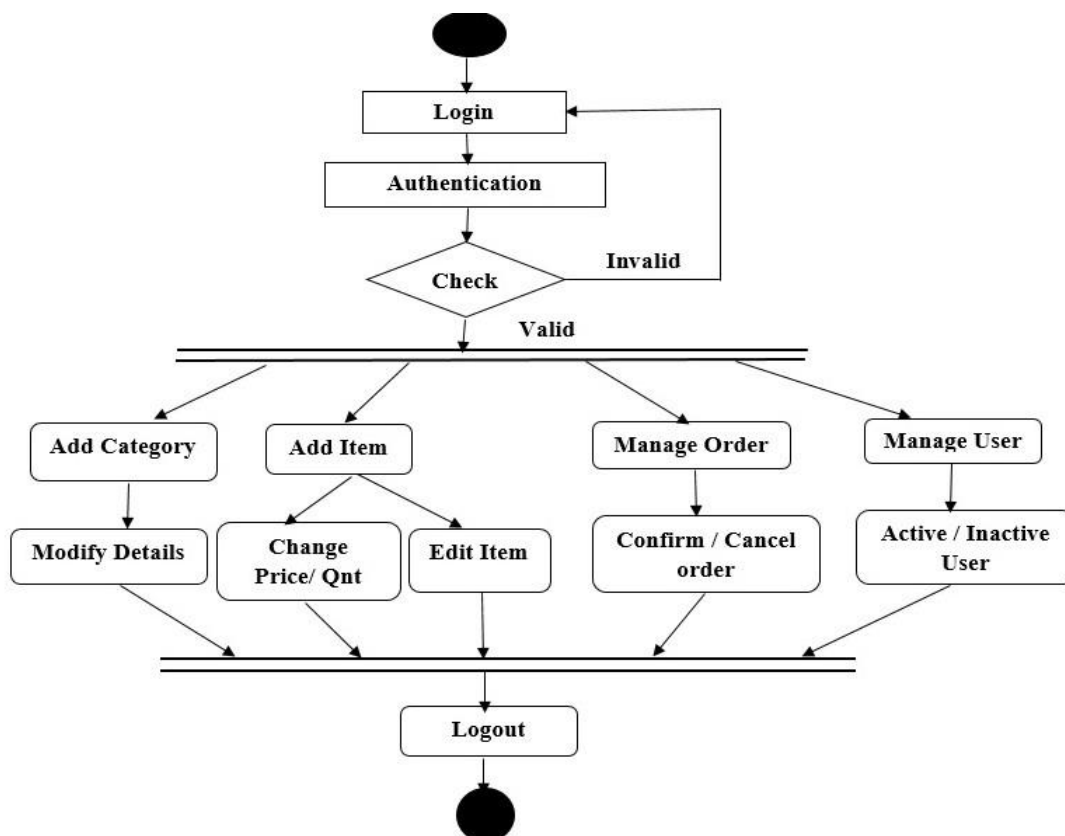 Login
Authentication
Check
Invalid
Valid
Add Category
Add Item
Manage Order
Manage User
Modify Details
Change
Price/ Qnt
Edit Item
Confirm / Cancel
order
Active / Inactive
User
Logout